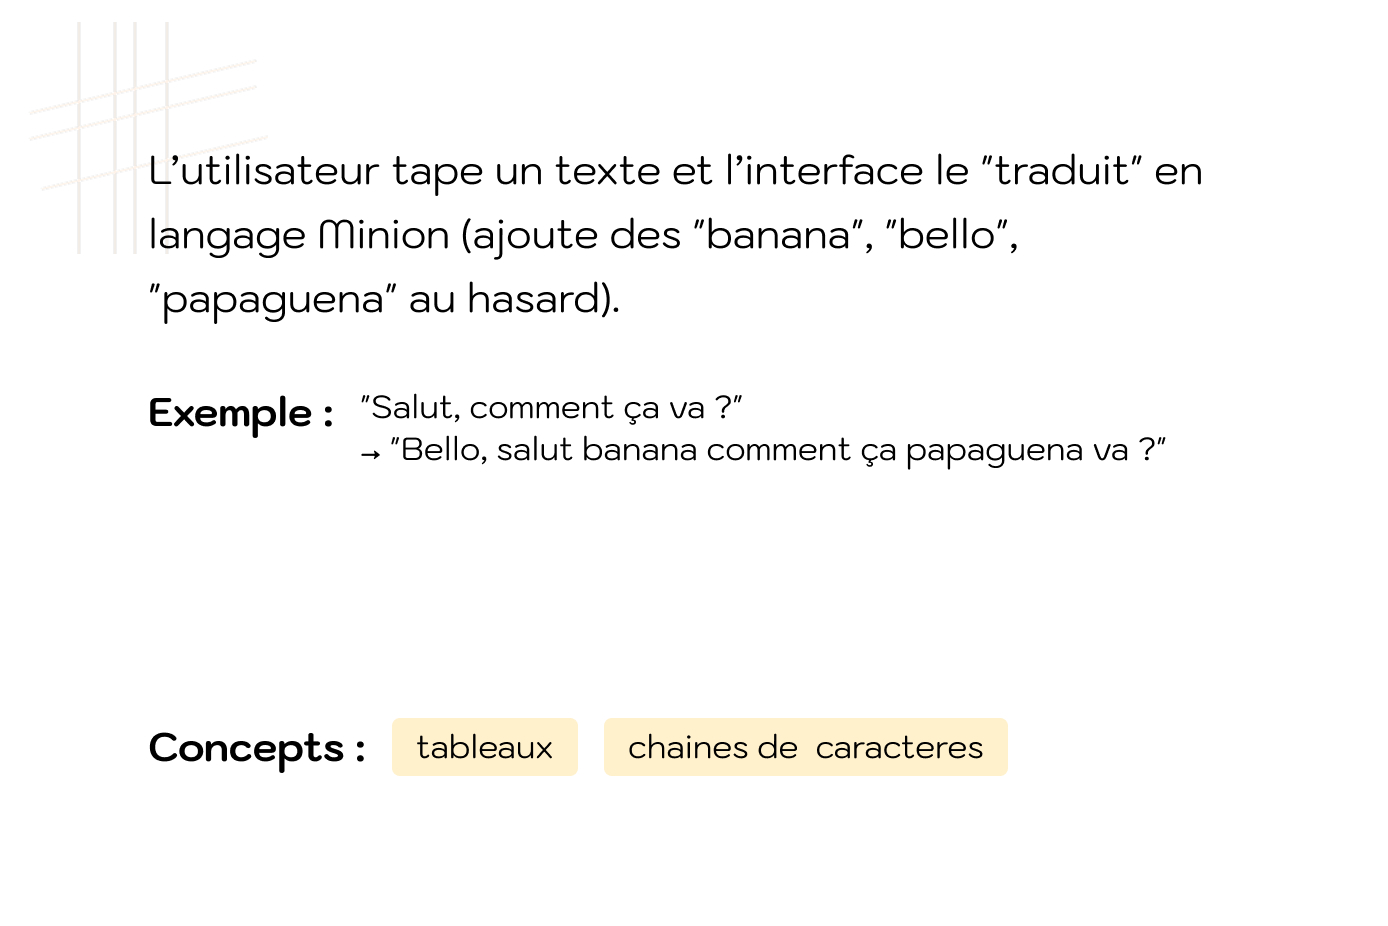 L’utilisateur tape un texte et l’interface le "traduit" en
langage Minion (ajoute des "banana", "bello",
"papaguena" au hasard).
Exemple : "Salut, comment ça va ?"
→ "Bello, salut banana comment ça papaguena va ?"
Concepts : tableaux chaines de caracteres